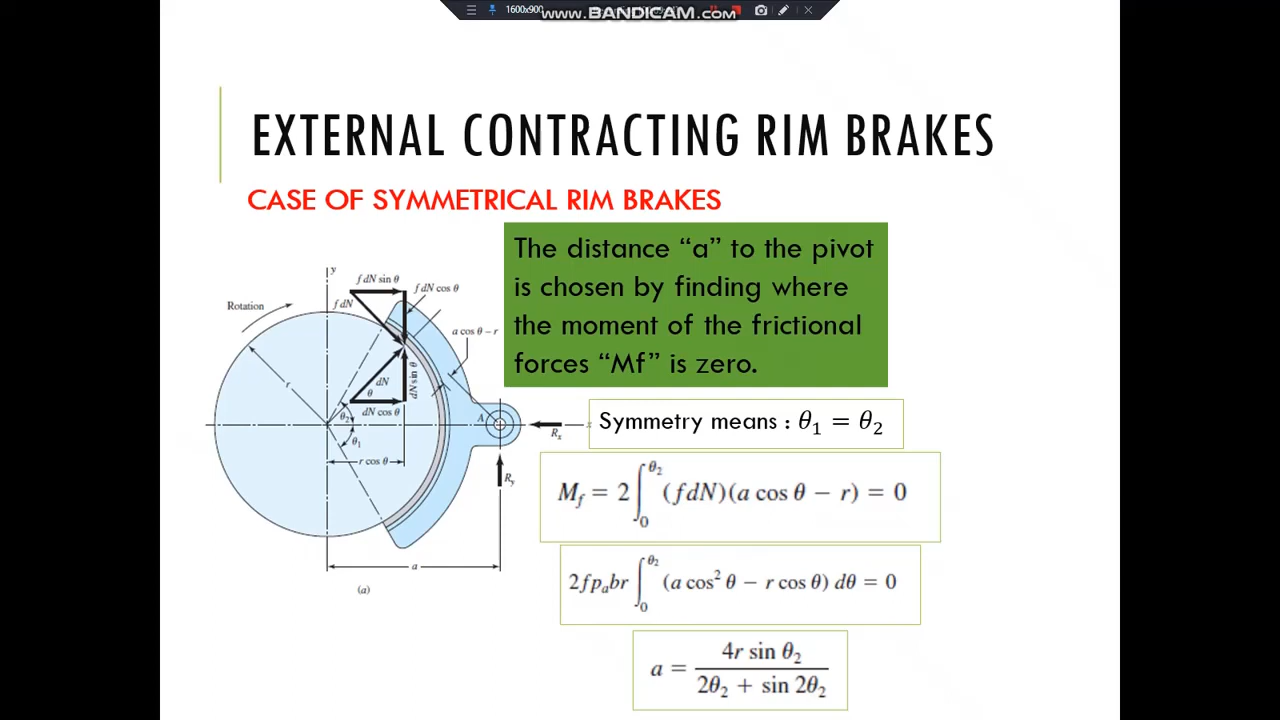 1600x900
www.BANDICAM.com
EXTERNAL CONTRACTING RIM BRAKES
CASE OF SYMMETRICAL RIM BRAKES
The distance “a” to the pivot
is chosen by finding where
the moment of the frictional
forces “Mf” is zero.
y
f dN sin θ
f dN cos θ
Rotation
f dN
a cos θ – r
r
dN
dN sin θ
θ
dN cos θ
θ₂
A
θ₁
x
Rₓ
r cos θ
R_y
a
(a)
Symmetry means : θ₁ = θ₂
M_f = 2 ∫₀^θ₂ (fdN)(a cos θ − r) = 0
2fpₐbr ∫₀^θ₂ (a cos² θ − r cos θ) dθ = 0
a = 4r sin θ₂ / 2θ₂ + sin 2θ₂